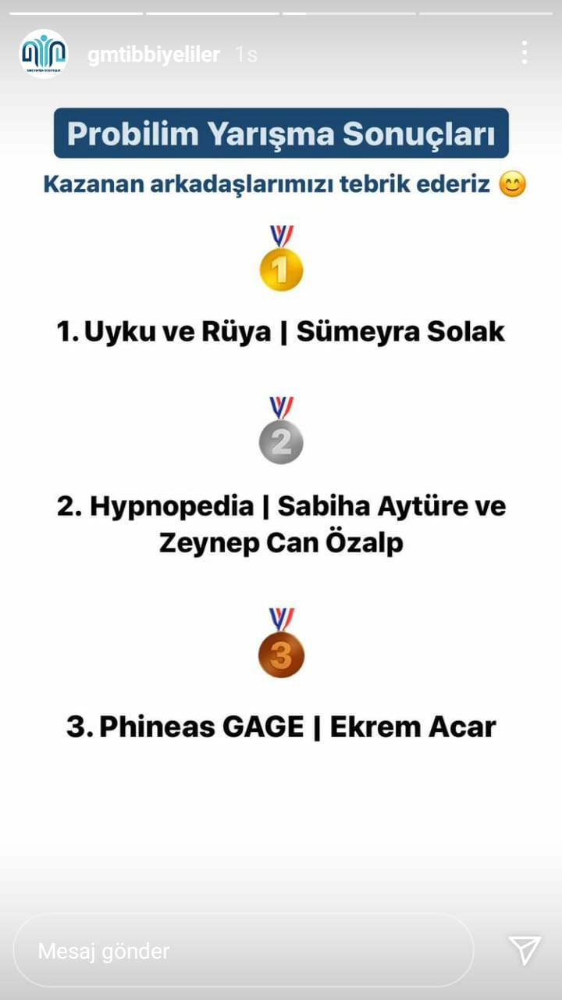 gmtibbiyeliler 1s
Probilim Yarışma Sonuçları
Kazanan arkadaşlarımızı tebrik ederiz 😊
1
1. Uyku ve Rüya | Sümeyra Solak
2
2. Hypnopedia | Sabiha Aytüre ve
Zeynep Can Özalp
3
3. Phineas GAGE | Ekrem Acar
Mesaj gönder